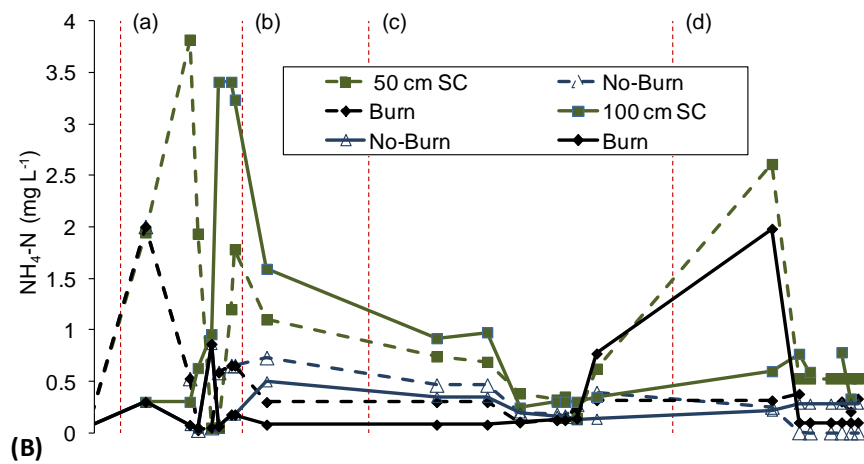 (a) (b) (c) (d)
4
3.5
3
2.5
2
1.5
1
0.5
0
NH4-N (mg L-1)
50 cm SC No-Burn
Burn 100 cm SC
No-Burn Burn
(B)